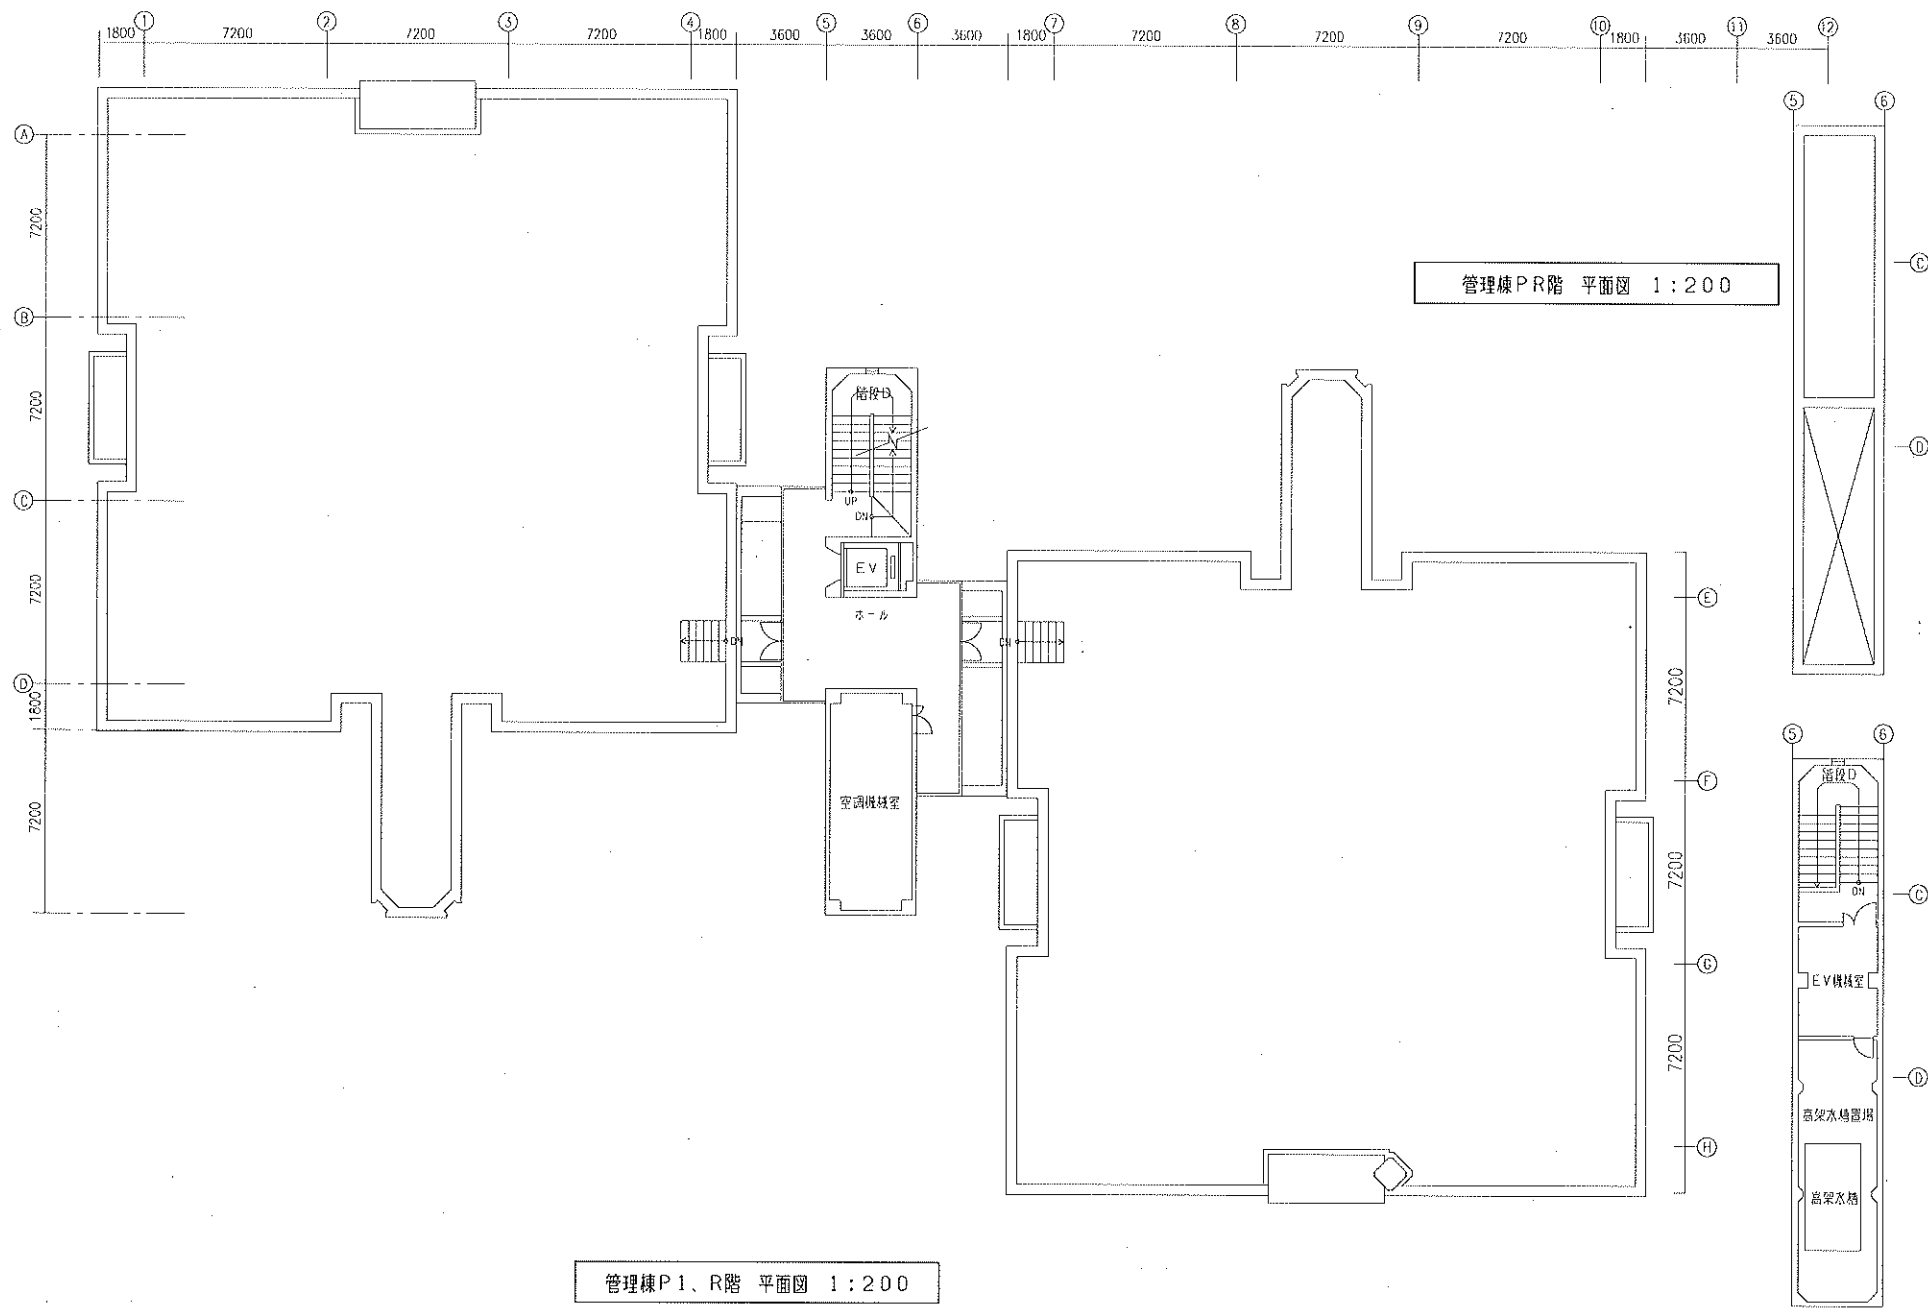 ① ② ③ ④ ⑤ ⑥ ⑦ ⑧ ⑨ ⑩ ⑪ ⑫
1800 7200 7200 7200 1800 3600 3600 3600 1800 7200 7200 7200 1800 3600 3600
⑤ ⑥
Ⓐ
7200
Ⓑ
7200
Ⓒ
7200
Ⓓ
1800
7200
階段D
UP
DN
EV
ホール
DN
DN
空調機械室
管理棟PR階 平面図 1:200
Ⓒ
Ⓓ
Ⓔ
7200
Ⓕ
7200
Ⓖ
7200
Ⓗ
⑤ ⑥
階段D
DN
Ⓒ
EV機械室
Ⓓ
高架水槽置場
高架水槽
管理棟P1、R階 平面図 1:200